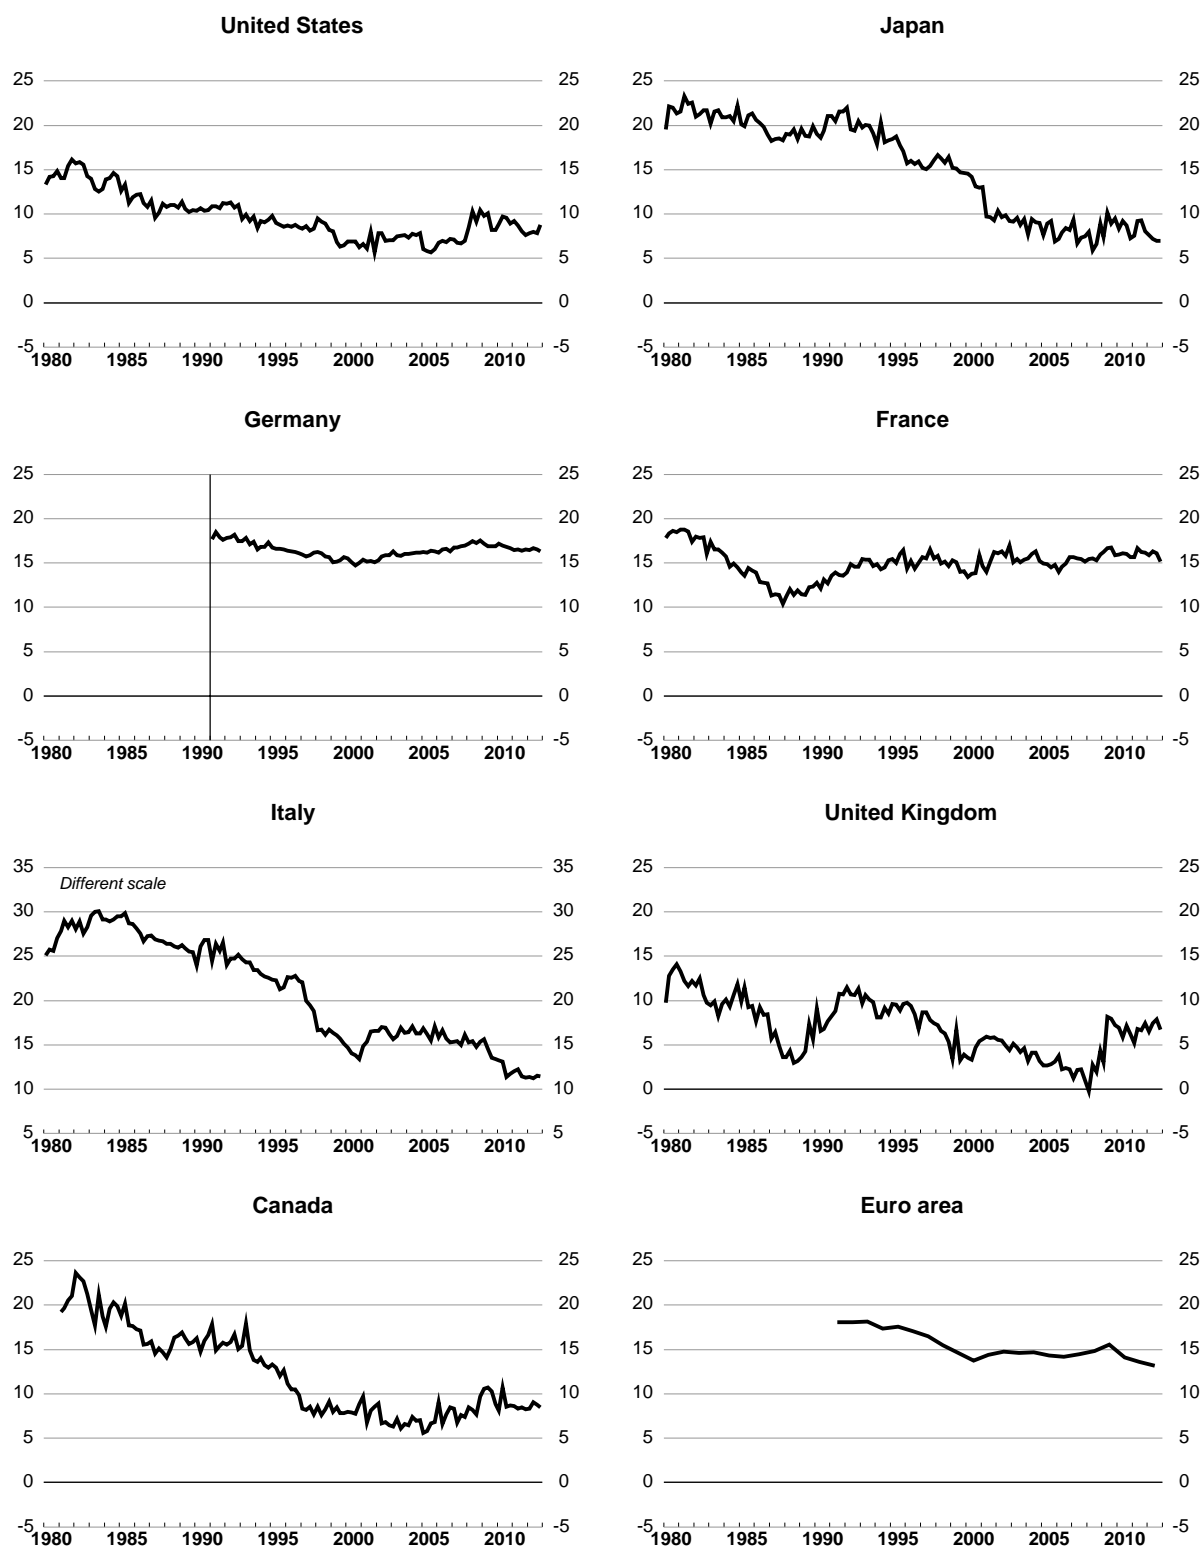 United States
Japan
25 25 25 25
20 20 20 20
15 15 15 15
10 10 10 10
5 5 5 5
0 0 0 0
-5 -5 -5 -5
1980 1985 1990 1995 2000 2005 2010 1980 1985 1990 1995 2000 2005 2010
Germany
France
25 25 25 25
20 20 20 20
15 15 15 15
10 10 10 10
5 5 5 5
0 0 0 0
-5 -5 -5 -5
1980 1985 1990 1995 2000 2005 2010 1980 1985 1990 1995 2000 2005 2010
Italy
United Kingdom
35 35 25 25
Different scale
30 30 20 20
25 25 15 15
20 20 10 10
15 15 5 5
10 10 0 0
5 5 -5 -5
1980 1985 1990 1995 2000 2005 2010 1980 1985 1990 1995 2000 2005 2010
Canada
Euro area
25 25 25 25
20 20 20 20
15 15 15 15
10 10 10 10
5 5 5 5
0 0 0 0
-5 -5 -5 -5
1980 1985 1990 1995 2000 2005 2010 1980 1985 1990 1995 2000 2005 2010